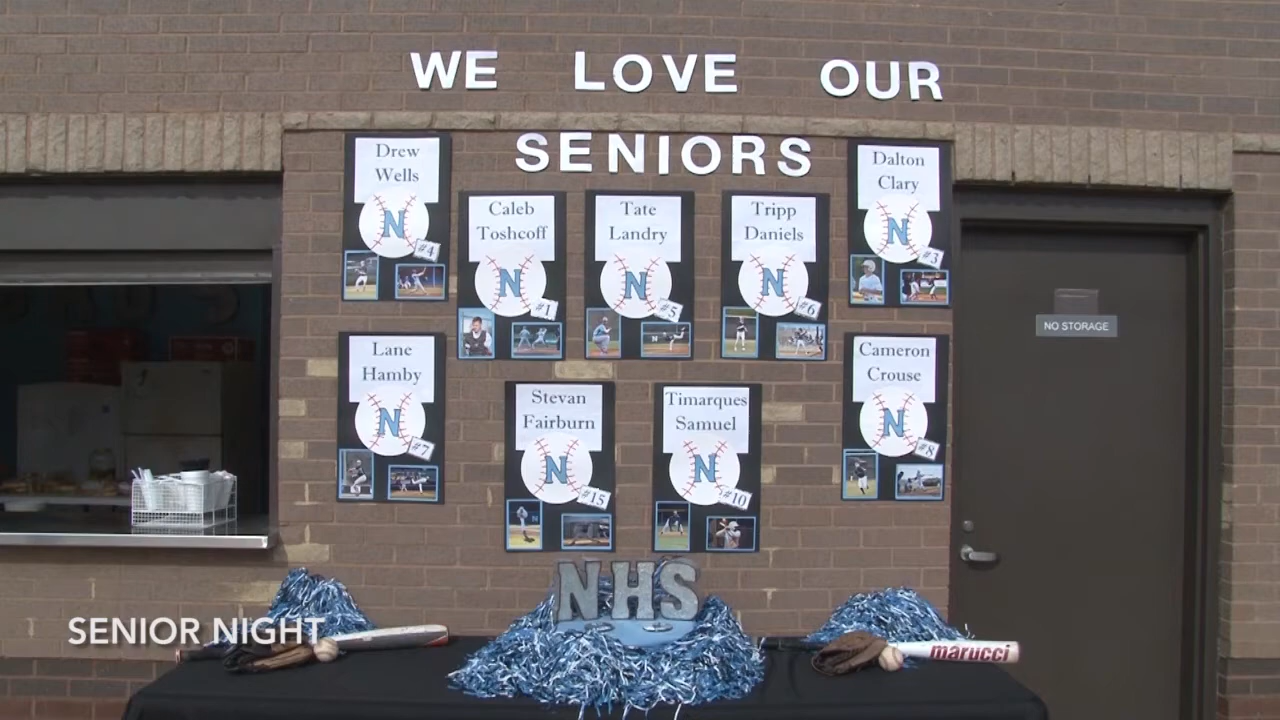 WE LOVE OUR
SENIORS
Drew
Wells
N
#4
Caleb
Toshcoff
N
#1
Tate
Landry
N
#5
Tripp
Daniels
N
#6
Dalton
Clary
N
#3
Lane
Hamby
N
#7
Stevan
Fairburn
N
#15
Timarques
Samuel
N
#10
Cameron
Crouse
N
#8
NO STORAGE
NHS
SENIOR NIGHT
marucci